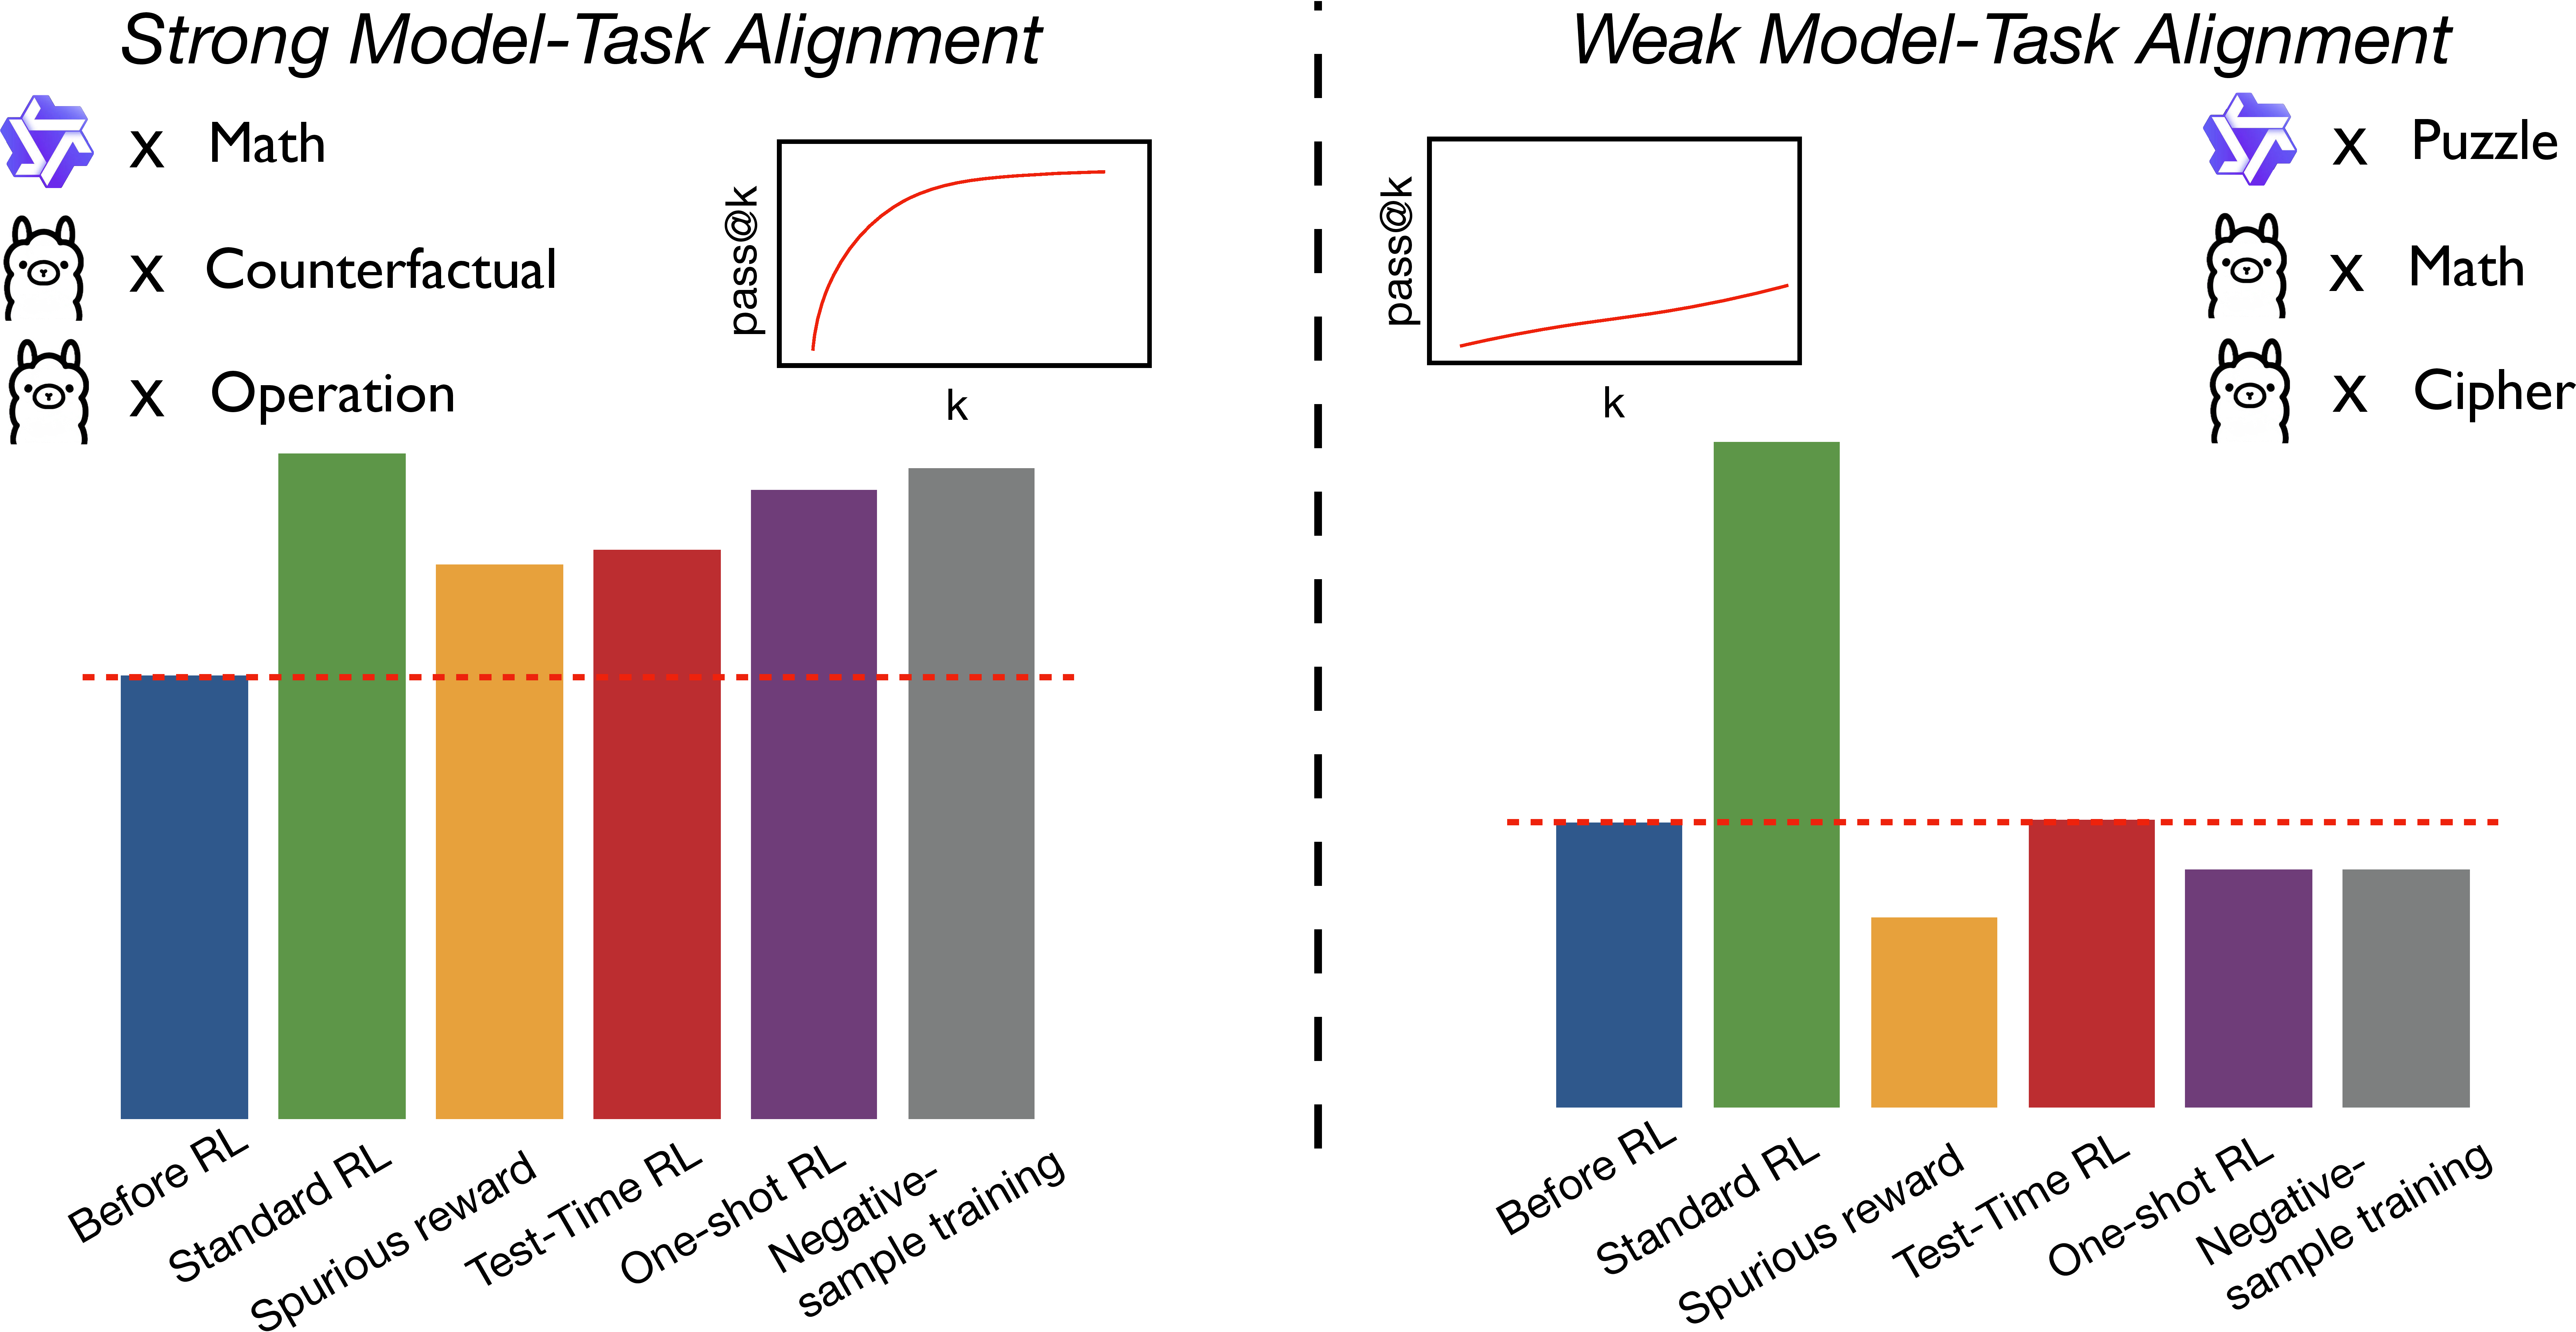 Strong Model-Task Alignment
x Math
x Counterfactual
x Operation
pass@k
k
Before RL
Standard RL
Spurious reward
Test-Time RL
One-shot RL
Negative-
sample training
Weak Model-Task Alignment
pass@k
k
x Puzzle
x Math
x Cipher
Before RL
Standard RL
Spurious reward
Test-Time RL
One-shot RL
Negative-
sample training